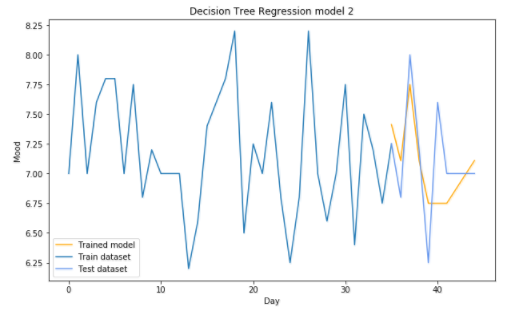 Decision Tree Regression model 2
8.25
8.00
7.75
7.50
7.25
7.00
6.75
6.50
6.25
Mood
Trained model
Train dataset
Test dataset
0 10 20 30 40
Day